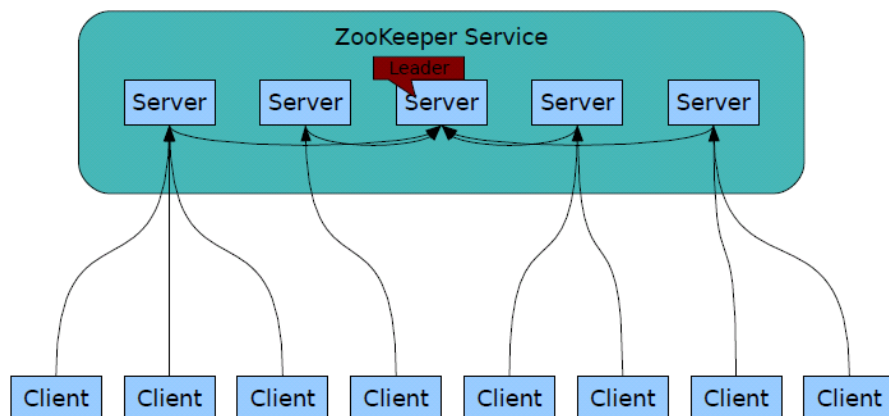 ZooKeeper Service
Leader
Server
Server
Server
Server
Server
Client
Client
Client
Client
Client
Client
Client
Client